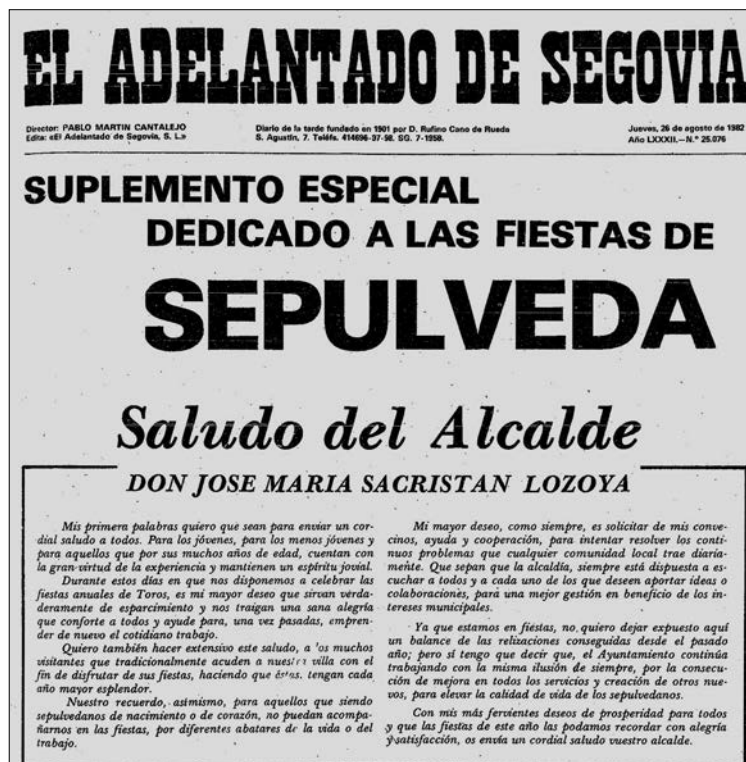 EL ADELANTADO DE SEGOVIA
Director: PABLO MARTIN CANTALEJO
Edita: «El Adelantado de Segovia, S. L.»
Diario de la tarde fundado en 1901 por D. Rufino Cano de Rueda
S. Agustín, 7. Teléfs. 414696-97-98. SG. 7-1958.
Jueves, 26 de agosto de 1982
Año LXXXII.—N.º 25.076
SUPLEMENTO ESPECIAL
DEDICADO A LAS FIESTAS DE
SEPULVEDA
Saludo del Alcalde
DON JOSE MARIA SACRISTAN LOZOYA
Mis primera palabras quiero que sean para enviar un cor-
dial saludo a todos. Para los jóvenes, para los menos jóvenes y
para aquellos que por sus muchos años de edad, cuentan con
la gran virtud de la experiencia y mantienen un espíritu jovial.
Durante estos días en que nos disponemos a celebrar las
fiestas anuales de Toros, es mi mayor deseo que sirvan verda-
deramente de esparcimiento y nos traigan una sana alegría
que conforte a todos y ayude para, una vez pasadas, empren-
der de nuevo el cotidiano trabajo.
Quiero también hacer extensivo este saludo, a los muchos
visitantes que tradicionalmente acuden a nuestra villa con el
fin de disfrutar de sus fiestas, haciendo que éstas. tengan cada
año mayor esplendor.
Nuestro recuerdo, asimismo, para aquellos que siendo
sepulvedanos de nacimiento o de corazón, no puedan acompa-
ñarnos en las fiestas, por diferentes abatares de la vida o del
trabajo.
Mi mayor deseo, como siempre, es solicitar de mis conve-
cinos, ayuda y cooperación, para intentar resolver los conti-
nuos problemas que cualquier comunidad local trae diaria-
mente. Que sepan que la alcaldía, siempre está dispuesta a es-
cuchar a todos y a cada uno de los que deseen aportar ideas o
colaboraciones, para una mejor gestión en beneficio de los in-
tereses municipales.
Ya que estamos en fiestas, no quiero dejar expuesto aquí
un balance de las relizaciones conseguidas desde el pasado
año; pero sí tengo que decir que, el Ayuntamiento continúa
trabajando con la misma ilusión de siempre, por la consecu-
ción de mejora en todos los servicios y creación de otros nue-
vos, para elevar la calidad de vida de los sepulvedanos.
Con mis más fervientes deseos de prosperidad para todos
y que las fiestas de este año las podamos recordar con alegría
y satisfacción, os envía un cordial saludo vuestro alcalde.